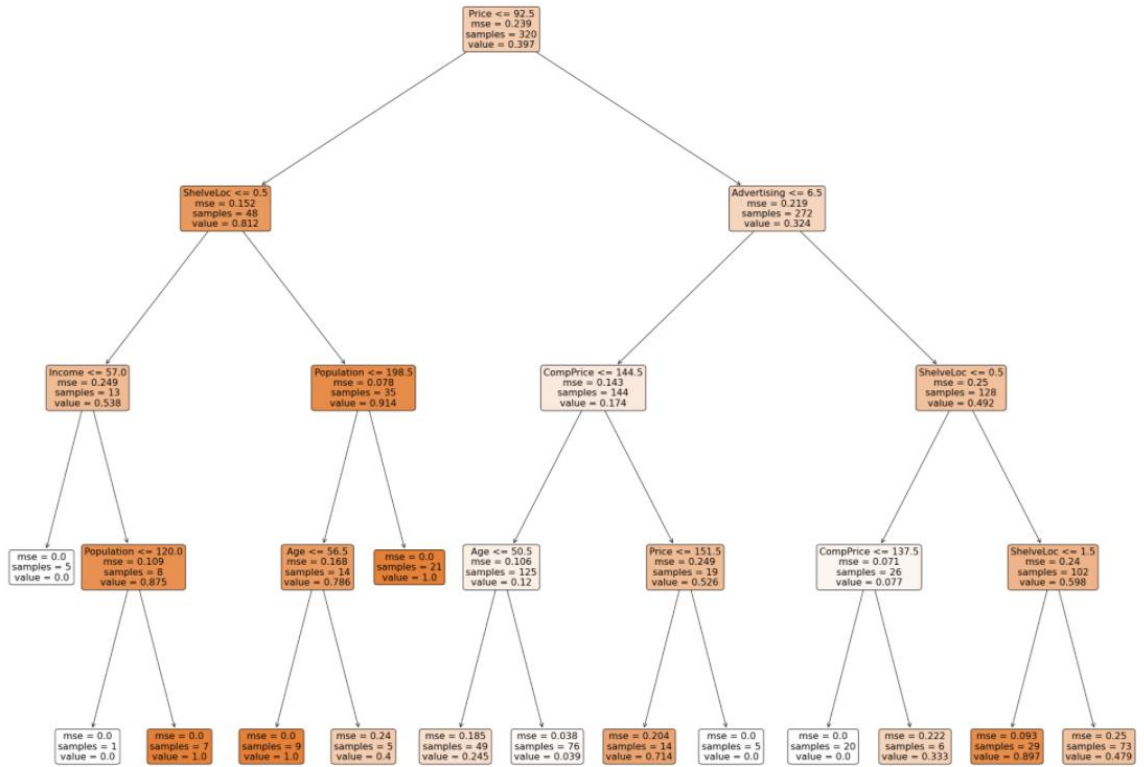 Price <= 92.5
mse = 0.239
samples = 320
value = 0.397
ShelveLoc <= 0.5
mse = 0.152
samples = 48
value = 0.812
Advertising <= 6.5
mse = 0.219
samples = 272
value = 0.324
Income <= 57.0
mse = 0.249
samples = 13
value = 0.538
Population <= 198.5
mse = 0.078
samples = 35
value = 0.914
CompPrice <= 144.5
mse = 0.143
samples = 144
value = 0.174
ShelveLoc <= 0.5
mse = 0.25
samples = 128
value = 0.492
mse = 0.0
samples = 5
value = 0.0
Population <= 120.0
mse = 0.109
samples = 8
value = 0.875
Age <= 56.5
mse = 0.168
samples = 14
value = 0.786
mse = 0.0
samples = 21
value = 1.0
Age <= 50.5
mse = 0.106
samples = 125
value = 0.12
Price <= 151.5
mse = 0.249
samples = 19
value = 0.526
CompPrice <= 137.5
mse = 0.071
samples = 26
value = 0.077
ShelveLoc <= 1.5
mse = 0.24
samples = 102
value = 0.598
mse = 0.0
samples = 1
value = 0.0
mse = 0.0
samples = 7
value = 1.0
mse = 0.0
samples = 9
value = 1.0
mse = 0.24
samples = 5
value = 0.4
mse = 0.185
samples = 49
value = 0.245
mse = 0.038
samples = 76
value = 0.039
mse = 0.204
samples = 14
value = 0.714
mse = 0.0
samples = 5
value = 0.0
mse = 0.0
samples = 20
value = 0.0
mse = 0.222
samples = 6
value = 0.333
mse = 0.093
samples = 29
value = 0.897
mse = 0.25
samples = 73
value = 0.479